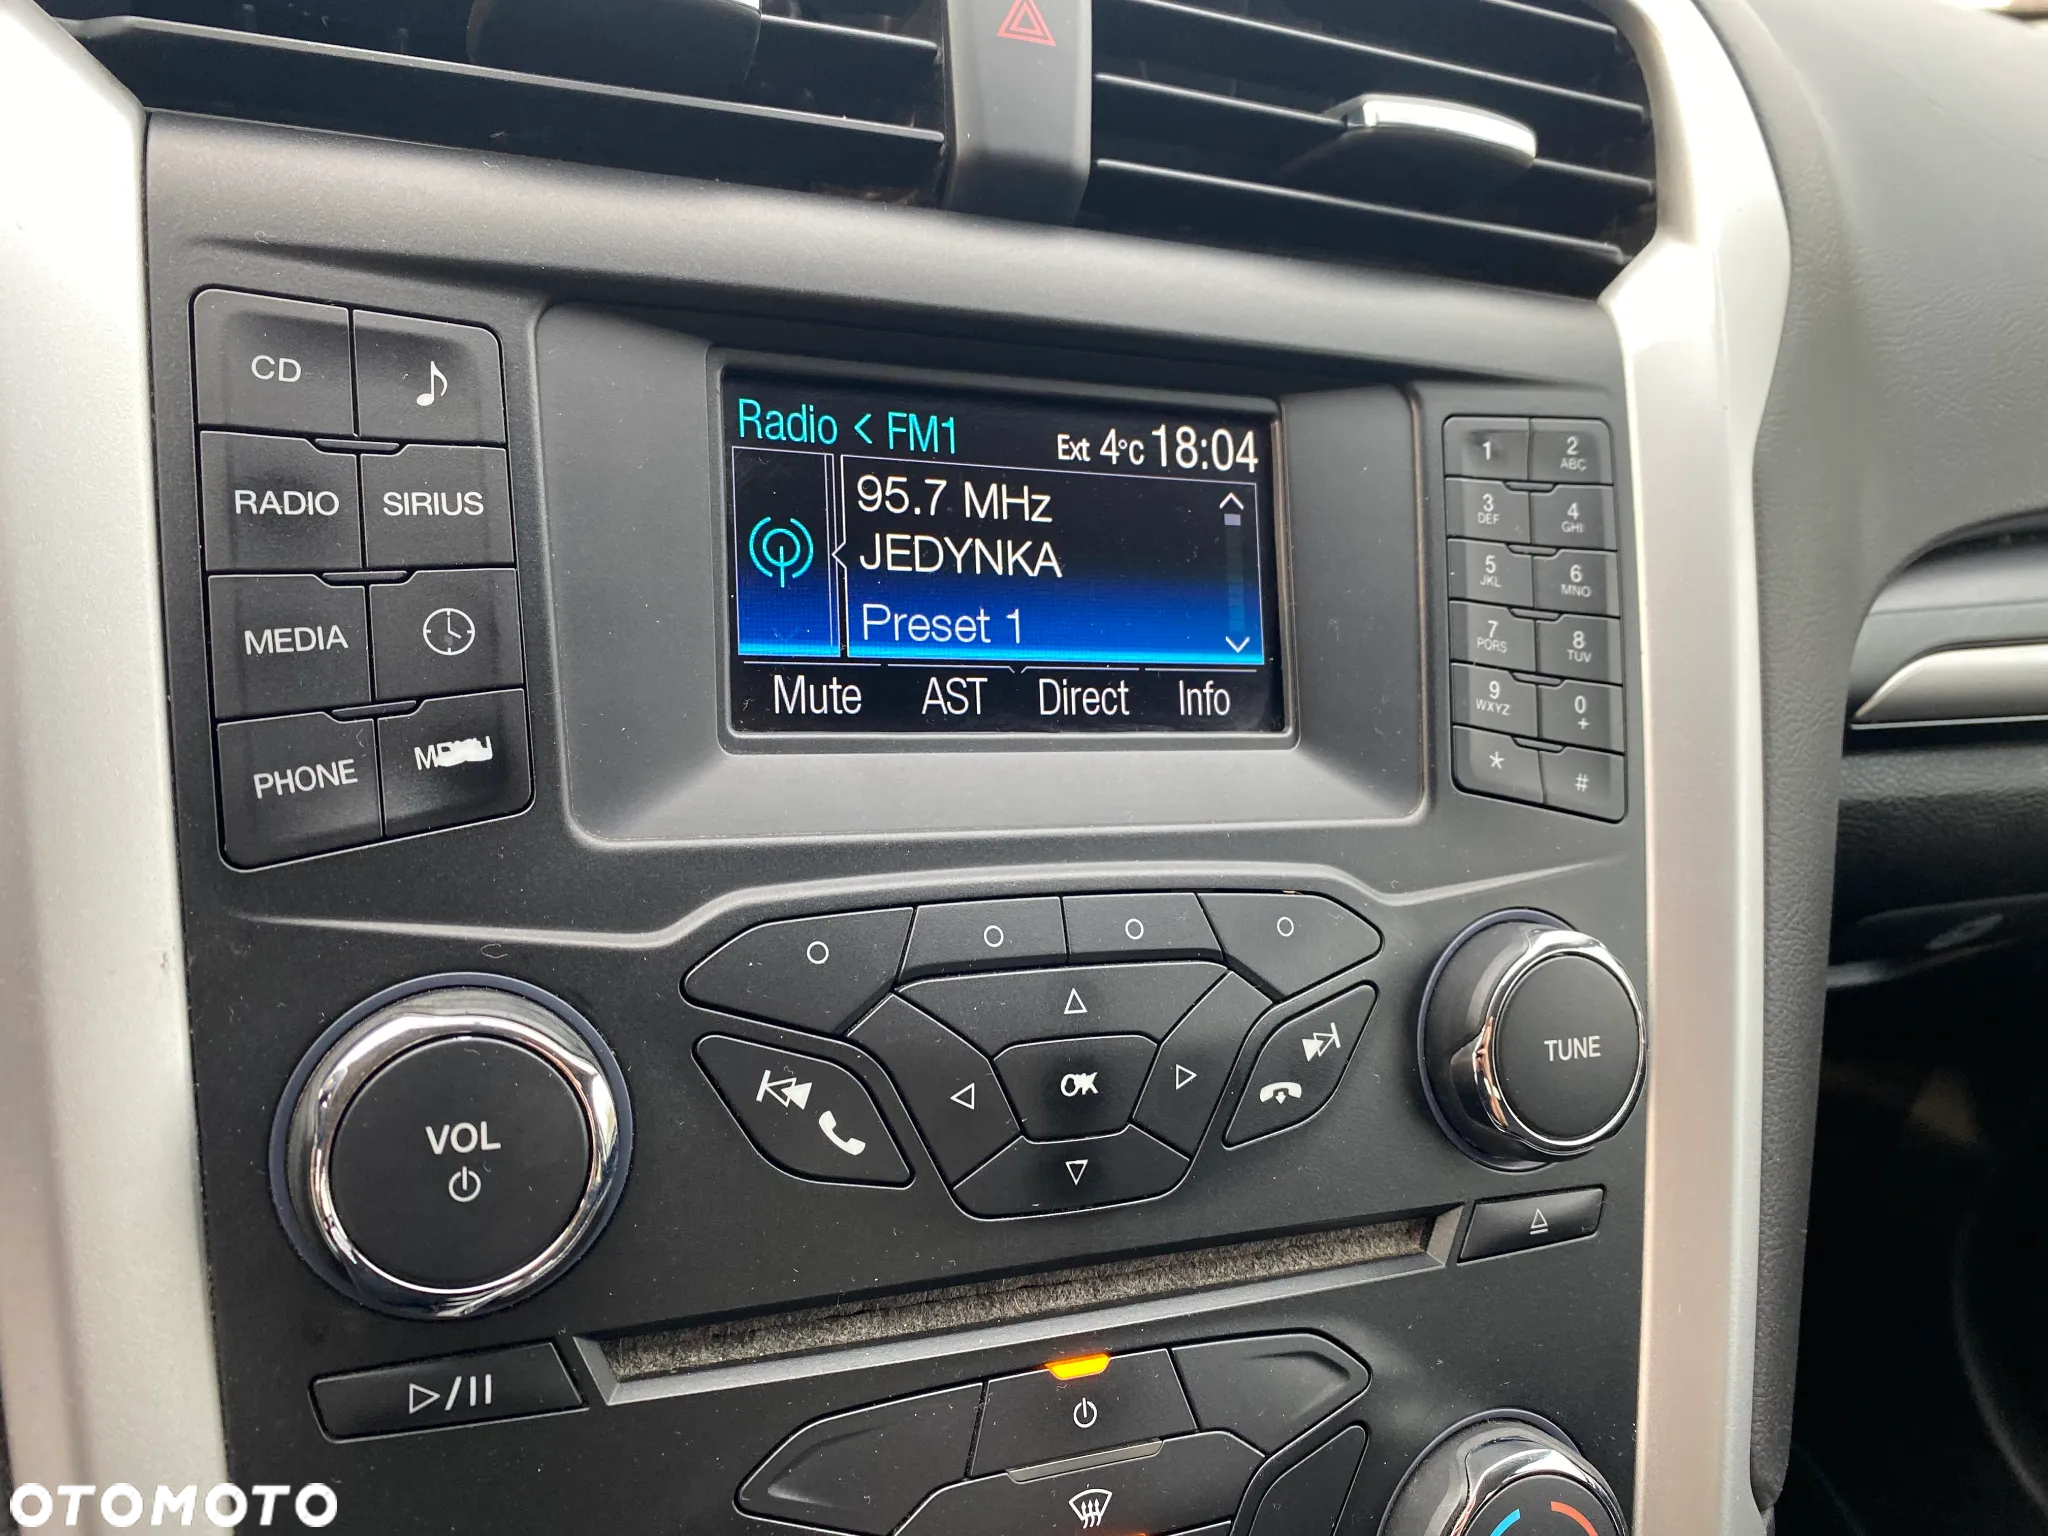 Radio < FM1
Ext 4°C 18:04
95.7 MHz
JEDYNKA
Preset 1
Mute AST Direct Info
CD
RADIO SIRIUS
MEDIA
PHONE
1 2 ABC
3 DEF 4 GHI
5 JKL 6 MNO
7 PQRS 8 TUV
9 WXYZ 0 +
* #
OK
VOL
TUNE
OTOMOTO